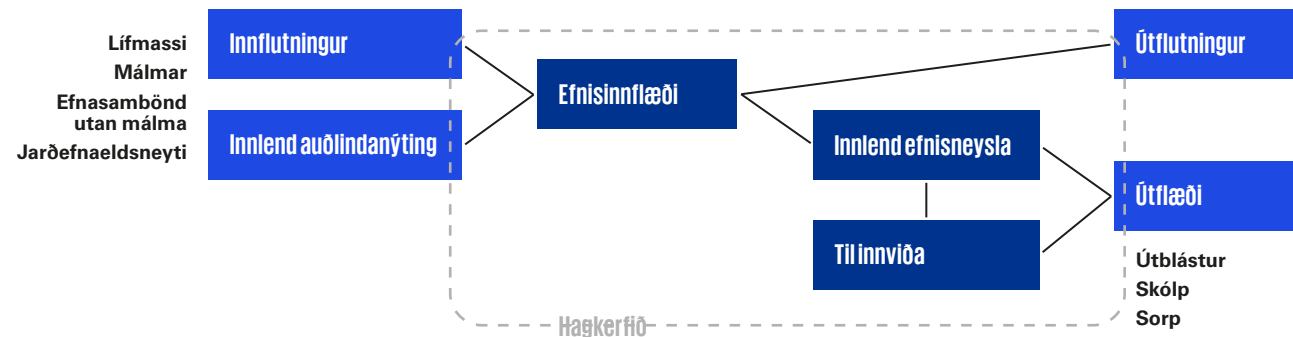 Lífmassi
Málmar
Efnasambönd
utan málma
Jarðefnaeldsneyti
Innflutningur
Innlend auðlindanýting
Efnisinnflæði
Innlend efnisneysla
Til innviða
Útflutningur
Útflæði
Útblástur
Skólp
Sorp
Hagkerfið